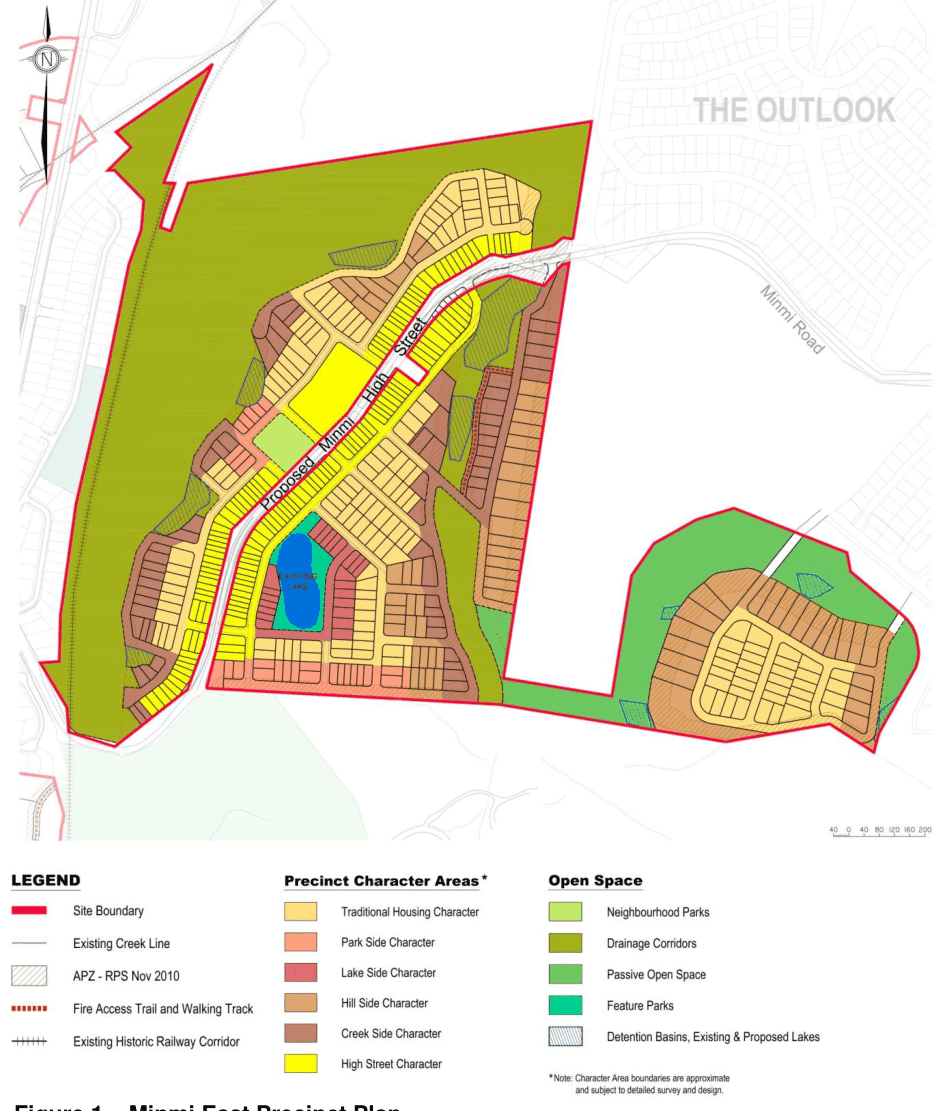 N
THE OUTLOOK
Minmi Road
Proposed Minmi High Street
EXISTING
LAKE
40 0 40 80 120 160 200
LEGEND
Site Boundary
Existing Creek Line
APZ - RPS Nov 2010
Fire Access Trail and Walking Track
Existing Historic Railway Corridor
Precinct Character Areas *
Traditional Housing Character
Park Side Character
Lake Side Character
Hill Side Character
Creek Side Character
High Street Character
Open Space
Neighbourhood Parks
Drainage Corridors
Passive Open Space
Feature Parks
Detention Basins, Existing & Proposed Lakes
*Note: Character Area boundaries are approximate
and subject to detailed survey and design.
Figure 1 – Minmi East Precinct Plan